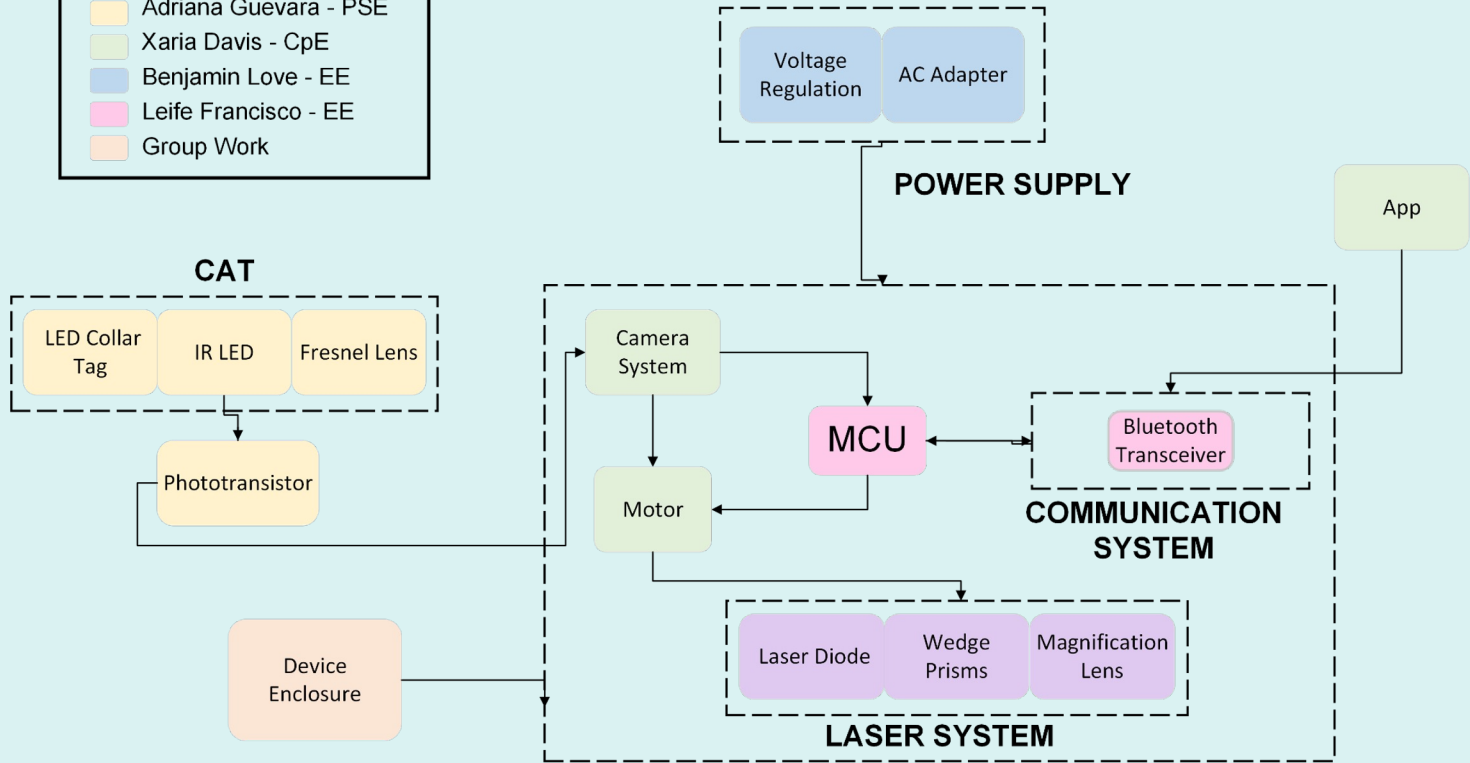 Adriana Guevara - PSE
Xaria Davis - CpE
Benjamin Love - EE
Leife Francisco - EE
Group Work
Voltage
Regulation
AC Adapter
POWER SUPPLY
App
CAT
LED Collar
Tag
IR LED
Fresnel Lens
Phototransistor
Camera
System
MCU
Motor
Bluetooth
Transceiver
COMMUNICATION
SYSTEM
Device
Enclosure
Laser Diode
Wedge
Prisms
Magnification
Lens
LASER SYSTEM